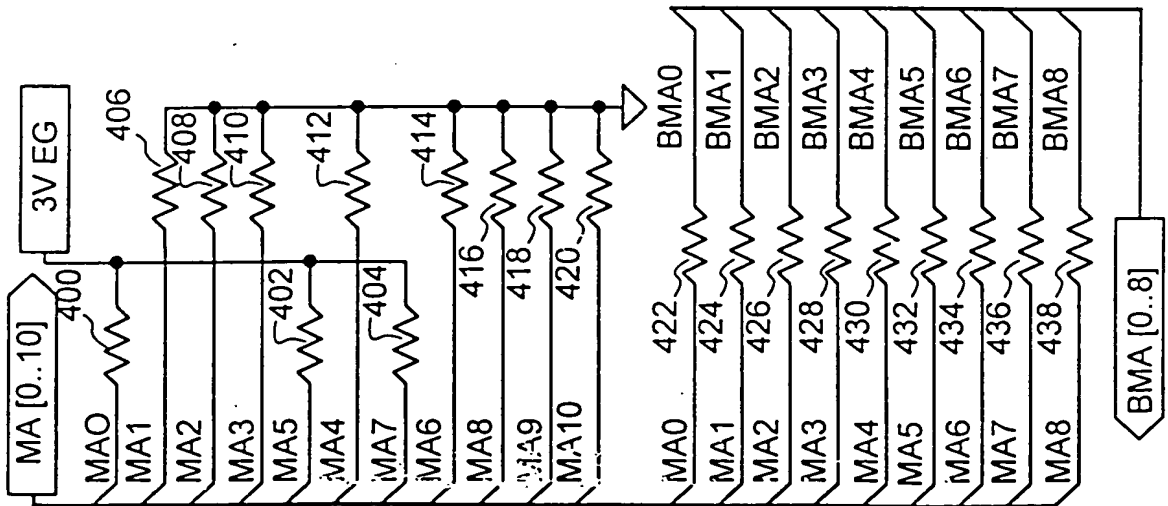 MA [0..10]
3V EG
400
402
404
406
408
410
412
414
416
418
420
MAO
MA1
MA2
MA3
MA5
MA4
MA7
MA6
MA8
MA9
MA10
MA0 422 BMA0
MA1 424 BMA1
MA2 426 BMA2
MA3 428 BMA3
MA4 430 BMA4
MA5 432 BMA5
MA6 434 BMA6
MA7 436 BMA7
MA8 438 BMA8
BMA [0..8]